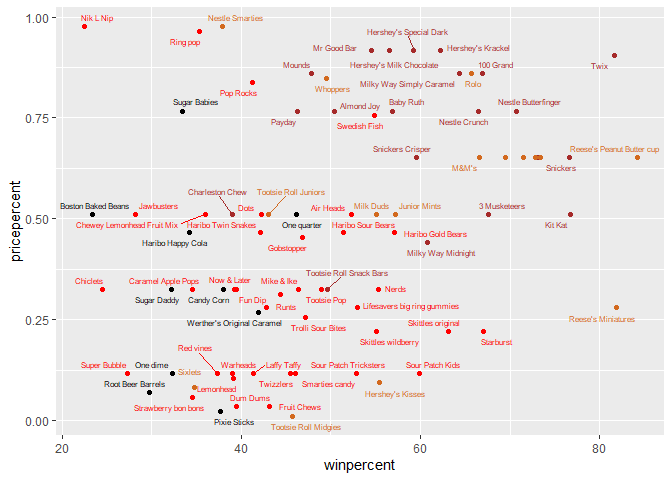 1.00
Nik L Nip
Nestle Smarties
Ring pop
Hershey's Special Dark
Mr Good Bar
Hershey's Krackel
Twix
Mounds
Hershey's Milk Chocolate
100 Grand
Whoppers
Milky Way Simply Caramel
Rolo
Pop Rocks
Sugar Babies
Almond Joy
Baby Ruth
Nestle Butterfinger
0.75
Payday
Swedish Fish
Nestle Crunch
Snickers Crisper
Reese's Peanut Butter cup
M&M's
Snickers
Charleston Chew
Tootsie Roll Juniors
Boston Baked Beans
Jawbusters
Dots
Air Heads
Milk Duds
Junior Mints
3 Musketeers
0.50
Chewey Lemonhead Fruit Mix
Haribo Twin Snakes
One quarter
Haribo Sour Bears
Kit Kat
Haribo Happy Cola
Gobstopper
Haribo Gold Bears
Milky Way Midnight
Tootsie Roll Snack Bars
Chiclets
Caramel Apple Pops
Now & Later
Mike & Ike
Nerds
Sugar Daddy
Candy Corn
Fun Dip
Runts
Tootsie Pop
Lifesavers big ring gummies
Werther's Original Caramel
Trolli Sour Bites
Skittles original
Reese's Miniatures
0.25
Skittles wildberry
Starburst
Red vines
Super Bubble
One dime
Sixlets
Warheads
Laffy Taffy
Sour Patch Tricksters
Sour Patch Kids
Root Beer Barrels
Lemonhead
Twizzlers
Smarties candy
Hershey's Kisses
Strawberry bon bons
Dum Dums
Fruit Chews
Pixie Sticks
Tootsie Roll Midgies
0.00
20
40
60
80
winpercent
pricepercent